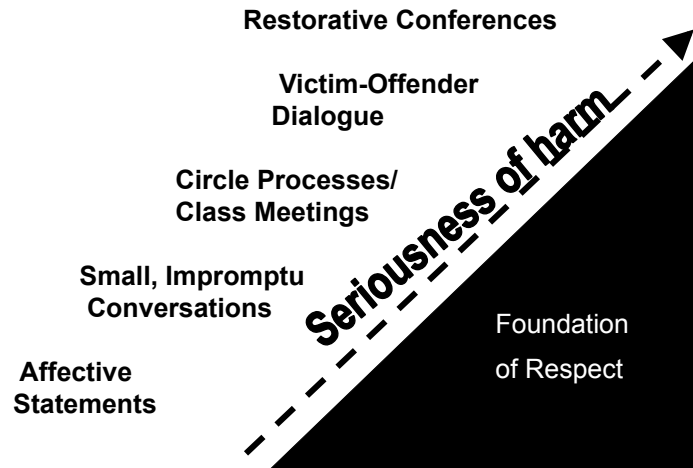 Restorative Conferences
Victim-Offender
Dialogue
Circle Processes/
Class Meetings
Seriousness of harm
Small, Impromptu
Conversations
Foundation
of Respect
Affective
Statements